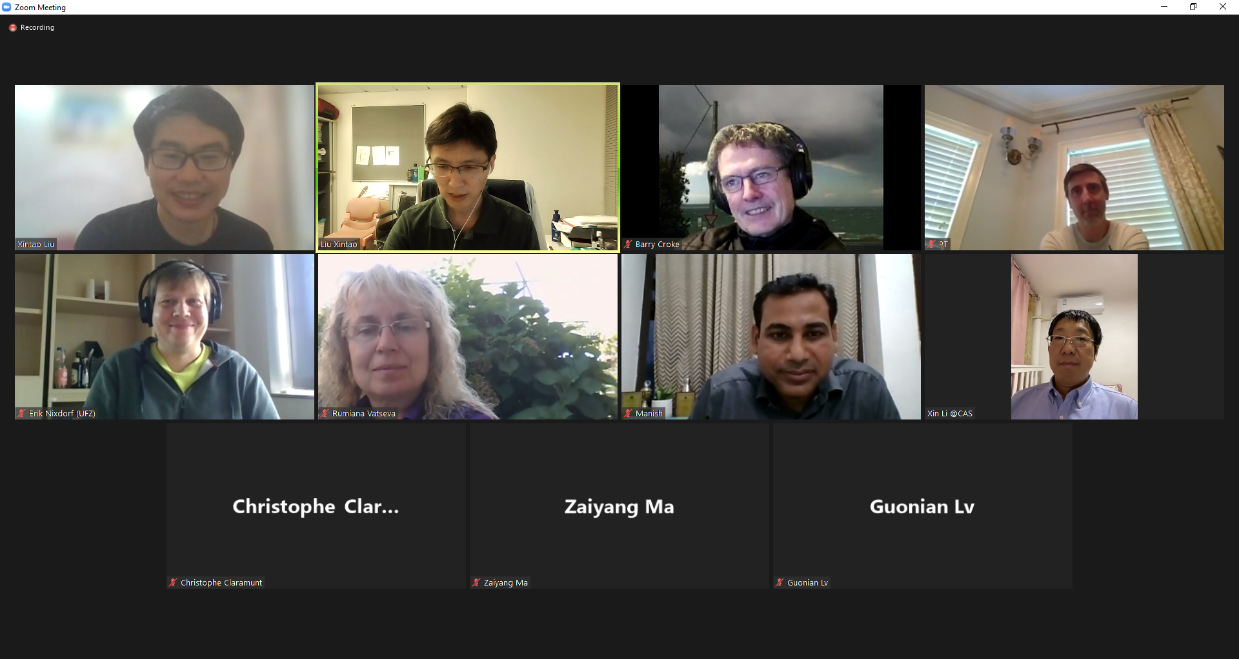 Zoom Meeting
Recording
Xintao Liu
Liu Xintao
Barry Croke
PT
Erik Nixdorf (UFZ)
Rumiana Vatseva
Manish
Xin Li @CAS
Christophe Clar...
Zaiyang Ma
Guonian Lv
Christophe Claramunt
Zaiyang Ma
Guonian Lv